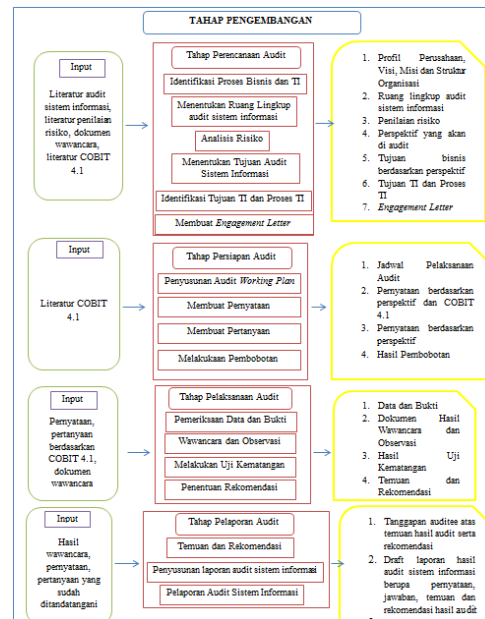 TAHAP PENGEMBANGAN
Input
Literatur audit
sistem informasi,
literatur penilaian
risiko, dokumen
wawancara,
literatur COBIT
4.1
Tahap Perencanaan Audit
Identifikasi Proses Bisnis dan TI
Menentukan Ruang Lingkup
audit sistem informasi
Analisis Risiko
Menentukan Tujuan Audit
Sistem Informasi
Identifikasi Tujuan TI dan Proses TI
Membuat Engagement Letter
1. Profil Perusahaan,
Visi, Misi dan Struktur
Organisasi
2. Ruang lingkup audit
sistem informasi
3. Penilaian risiko
4. Perspektif yang akan
di audit
5. Tujuan bisnis
berdasarkan perspektif
6. Tujuan TI dan Proses
TI
7. Engagement Letter
Input
Literatur COBIT
4.1
Tahap Persiapan Audit
Penyusunan Audit Working Plan
Membuat Pernyataan
Membuat Pertanyaan
Melakukaan Pembobotan
1. Jadwal Pelaksanaan
Audit
2. Pernyataan berdasarkan
perspektif dan COBIT
4.1
3. Pernyataan berdasarkan
perspektif
4. Hasil Pembobotan
Input
Pernyataan,
pertanyaan
berdasarkan
COBIT 4.1,
dokumen
wawancara
Tahap Pelaksanaan Audit
Pemeriksaan Data dan Bukti
Wawancara dan Observasi
Melakukan Uji Kematangan
Penentuan Rekomendasi
1. Data dan Bukti
2. Dokumen Hasil
Wawancara dan
Observasi
3. Hasil Uji
Kematangan
4. Temuan dan
Rekomendasi
Input
Hasil
wawancara,
pernyataan,
pertanyaan yang
sudah
ditandatangani
Tahap Pelaporan Audit
Temuan dan Rekomendasi
Penyusunan laporan audit sistem informasi
Pelaporan Audit Sistem Informasi
1. Tanggapan auditee atas
temuan hasil audit serta
rekomendasi
2. Draft laporan hasil
audit sistem informasi
berupa pernyataan,
jawaban, temuan dan
rekomendasi hasil audit